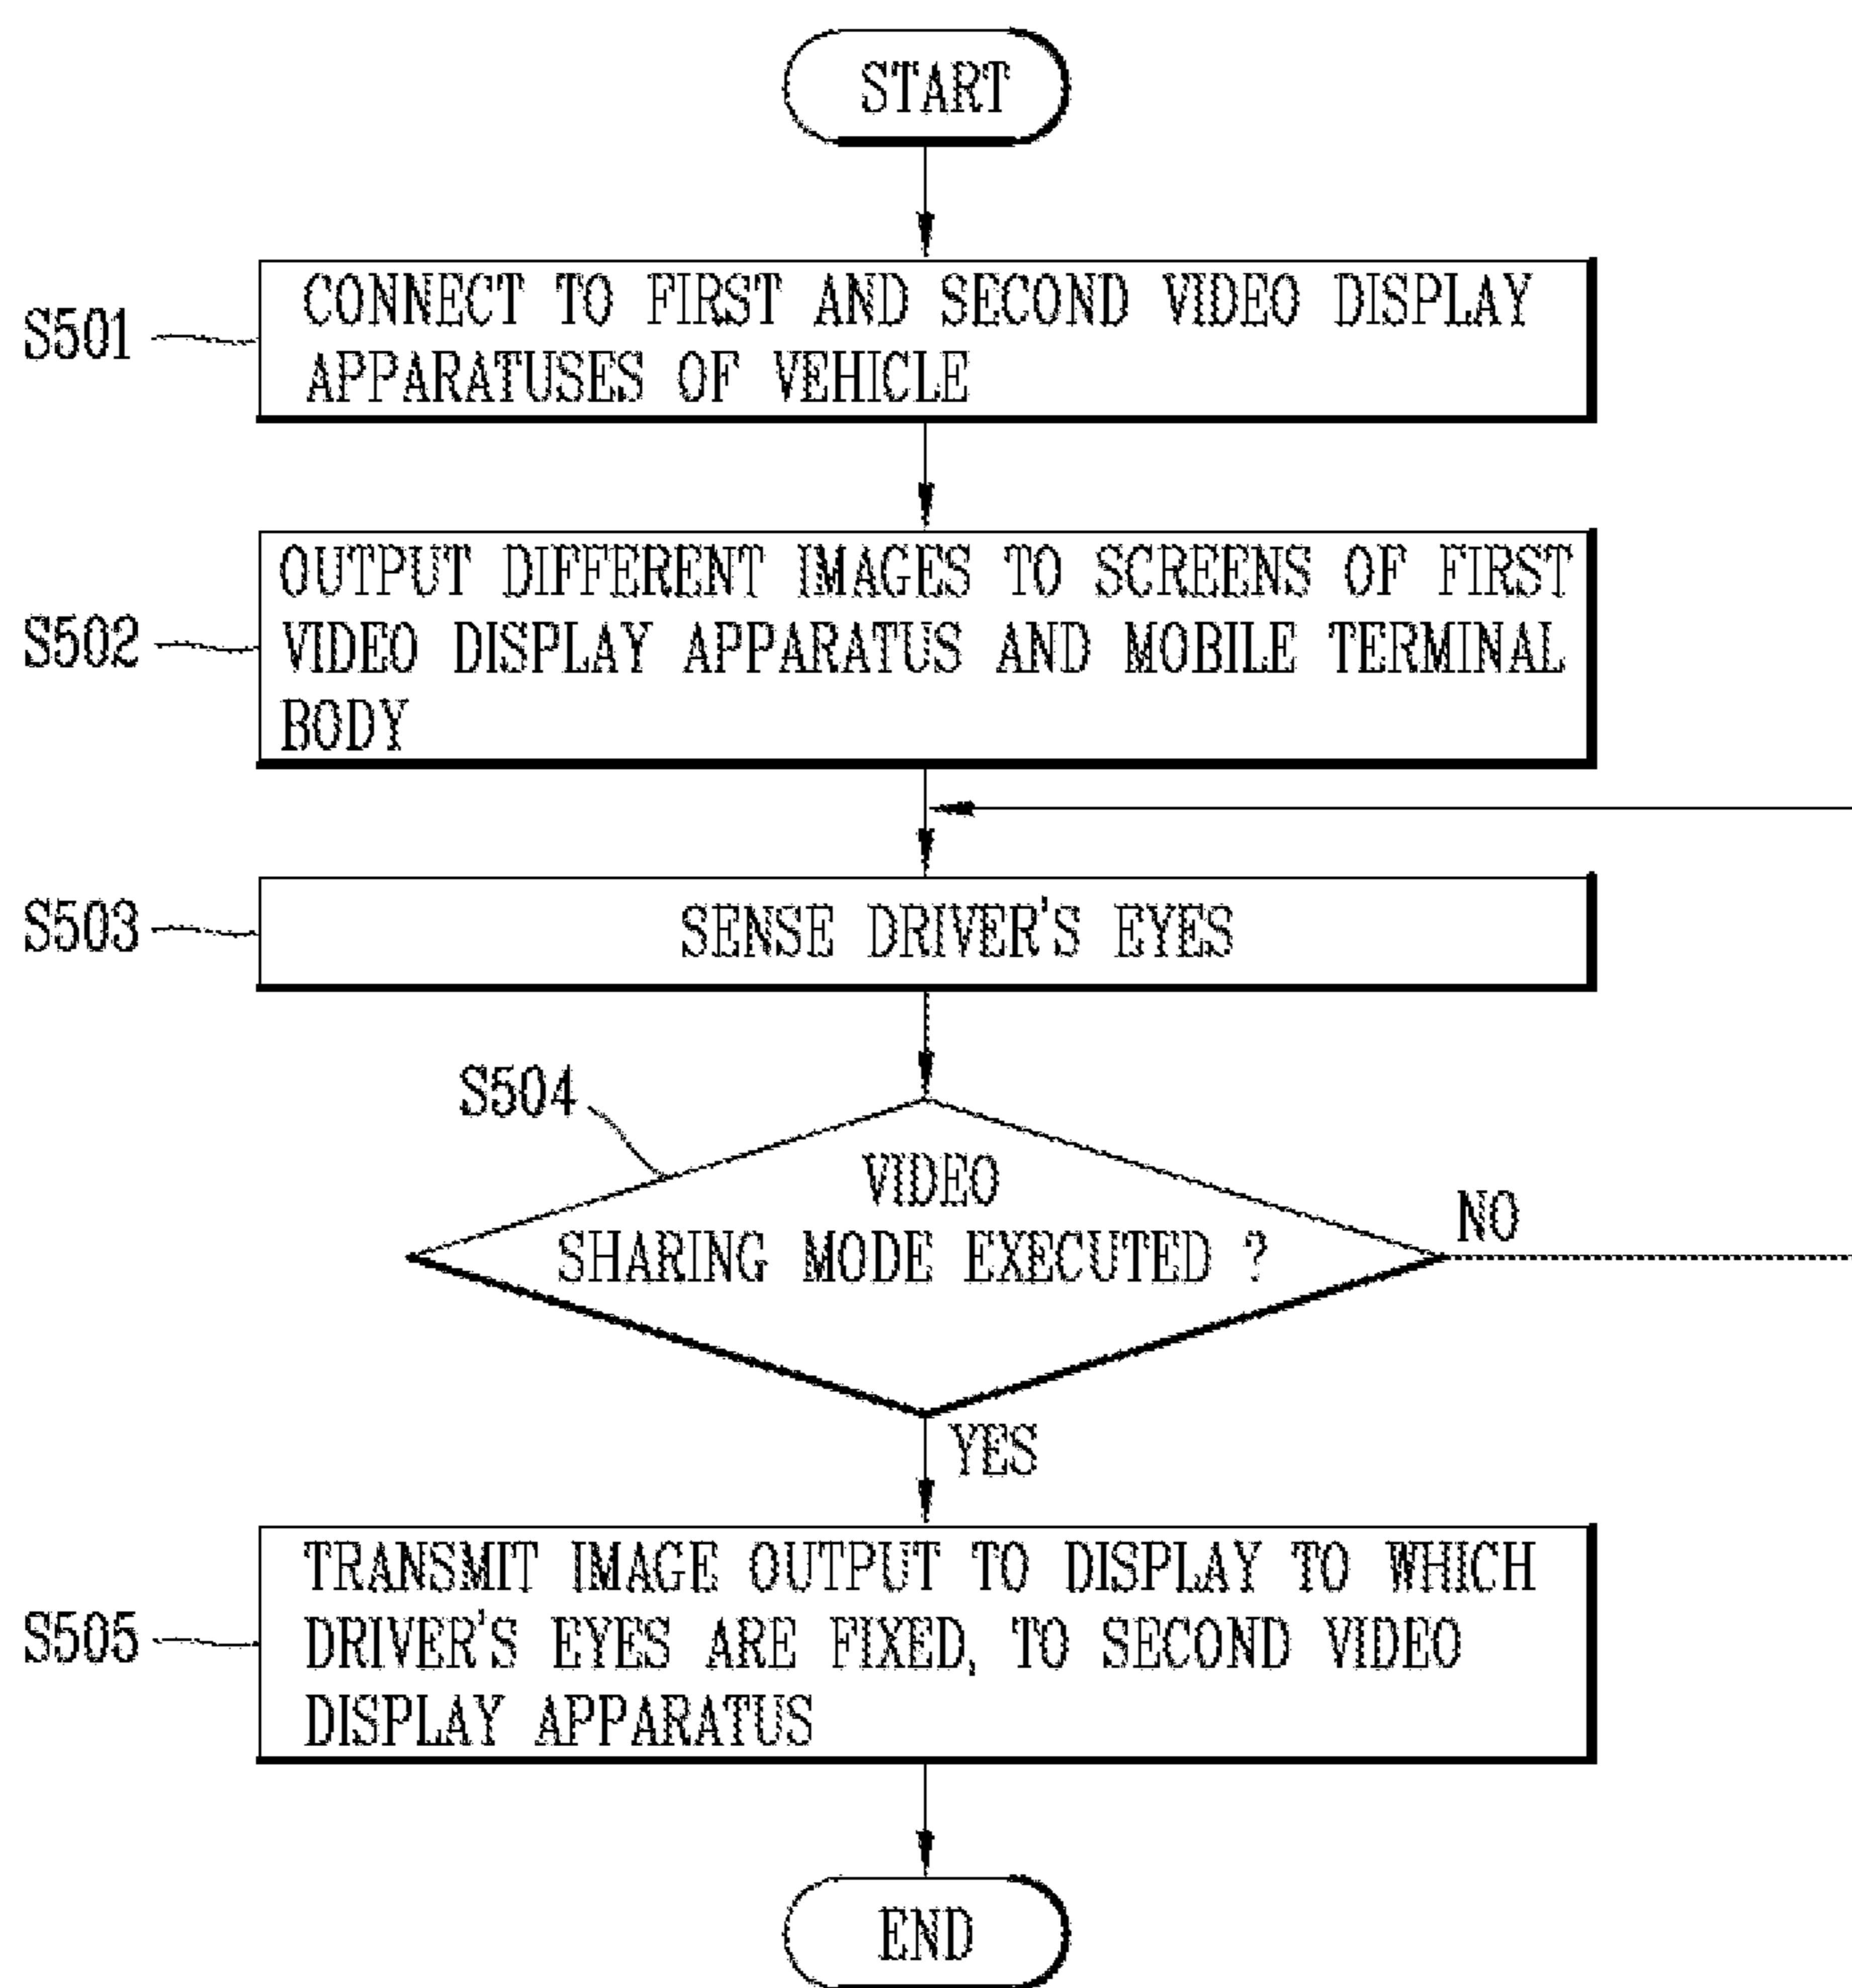 START
S501
CONNECT TO FIRST AND SECOND VIDEO DISPLAY
APPARATUSES OF VEHICLE
S502
OUTPUT DIFFERENT IMAGES TO SCREENS OF FIRST
VIDEO DISPLAY APPARATUS AND MOBILE TERMINAL
BODY
S503
SENSE DRIVER'S EYES
S504
VIDEO
SHARING MODE EXECUTED ?
NO
YES
S505
TRANSMIT IMAGE OUTPUT TO DISPLAY TO WHICH
DRIVER'S EYES ARE FIXED, TO SECOND VIDEO
DISPLAY APPARATUS
END